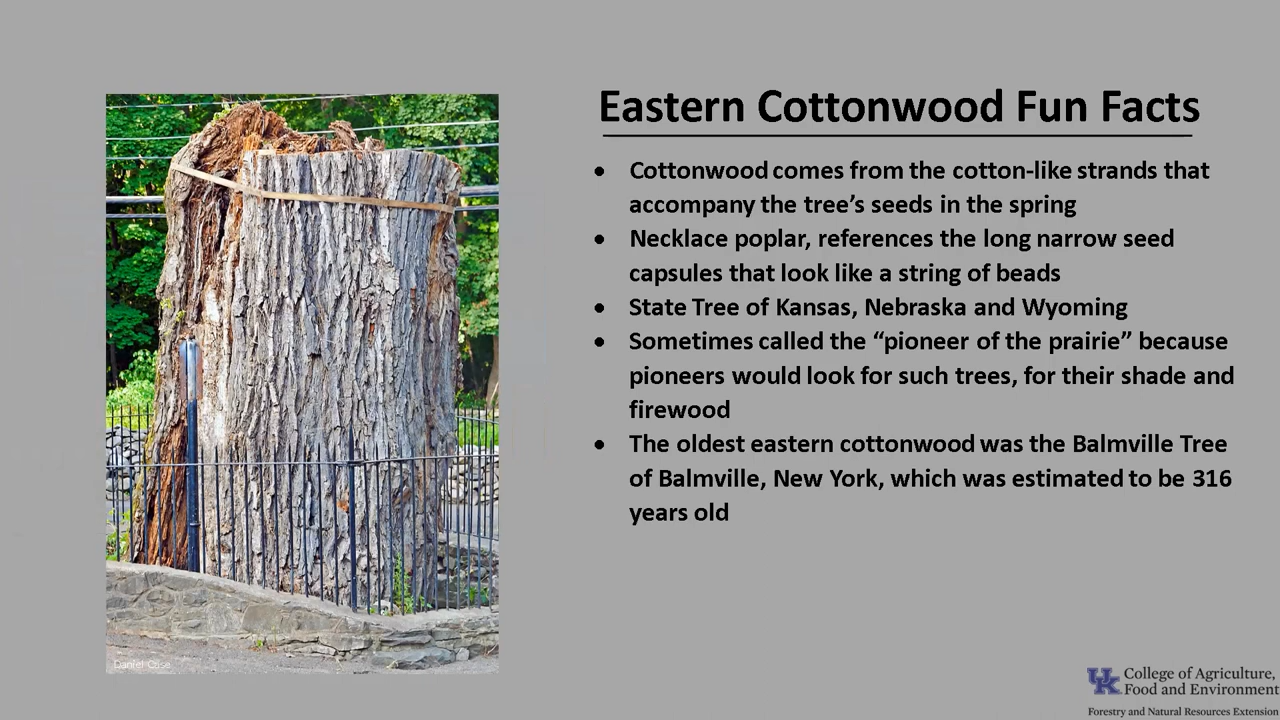 Eastern Cottonwood Fun Facts
• Cottonwood comes from the cotton-like strands that
accompany the tree's seeds in the spring
• Necklace poplar, references the long narrow seed
capsules that look like a string of beads
• State Tree of Kansas, Nebraska and Wyoming
• Sometimes called the “pioneer of the prairie” because
pioneers would look for such trees, for their shade and
firewood
• The oldest eastern cottonwood was the Balmville Tree
of Balmville, New York, which was estimated to be 316
years old
Daniel Case
UK College of Agriculture,
Food and Environment
Forestry and Natural Resources Extension